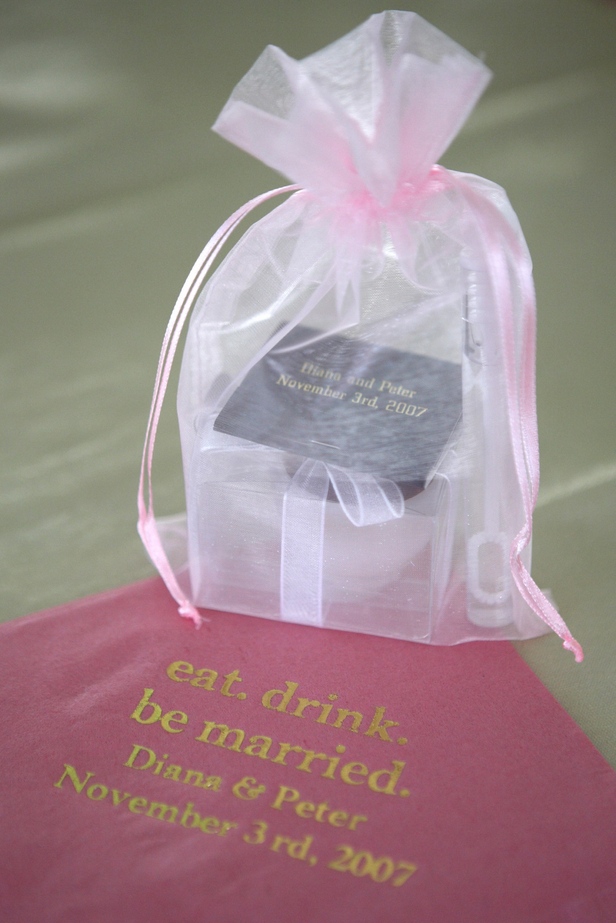 Diana and Peter
November 3rd, 2007
eat. drink.
be married.
Diana & Peter
November 3rd, 2007